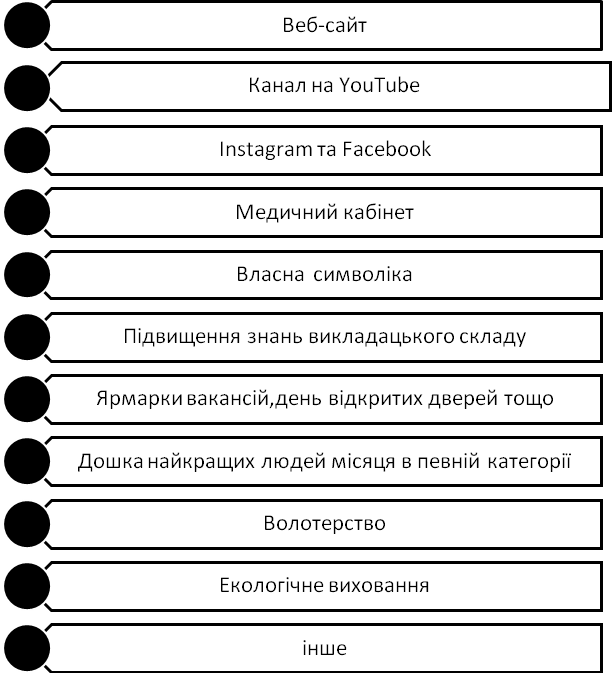 Веб-сайт
Канал на YouTube
Instagram та Facebook
Медичний кабінет
Власна символіка
Підвищення знань викладацького складу
Ярмарки вакансій,день відкритих дверей тощо
Дошка найкращих людей місяця в певній категорії
Волотерство
Екологічне виховання
інше